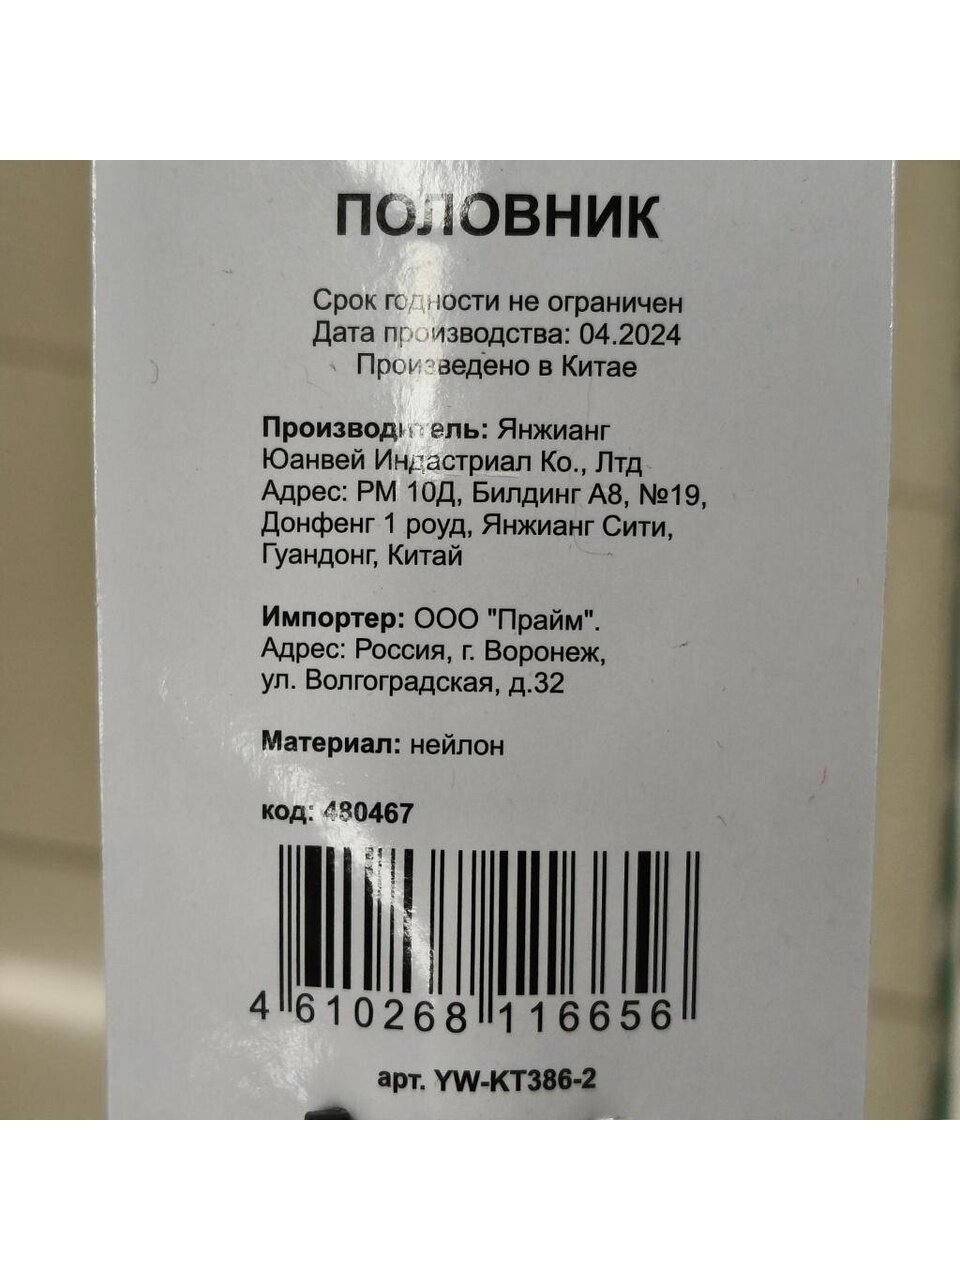 ПОЛОВНИК
Срок годности не ограничен
Дата производства: 04.2024
Произведено в Китае
Производитель: Янжианг
Юанвей Индастриал Ко., Лтд
Адрес: РМ 10Д, Билдинг А8, №19,
Донфенг 1 роуд, Янжианг Сити,
Гуандонг, Китай
Импортер: ООО "Прайм".
Адрес: Россия, г. Воронеж,
ул. Волгоградская, д.32
Материал: нейлон
код: 480467
4 610268 116656
арт. YW-KT386-2